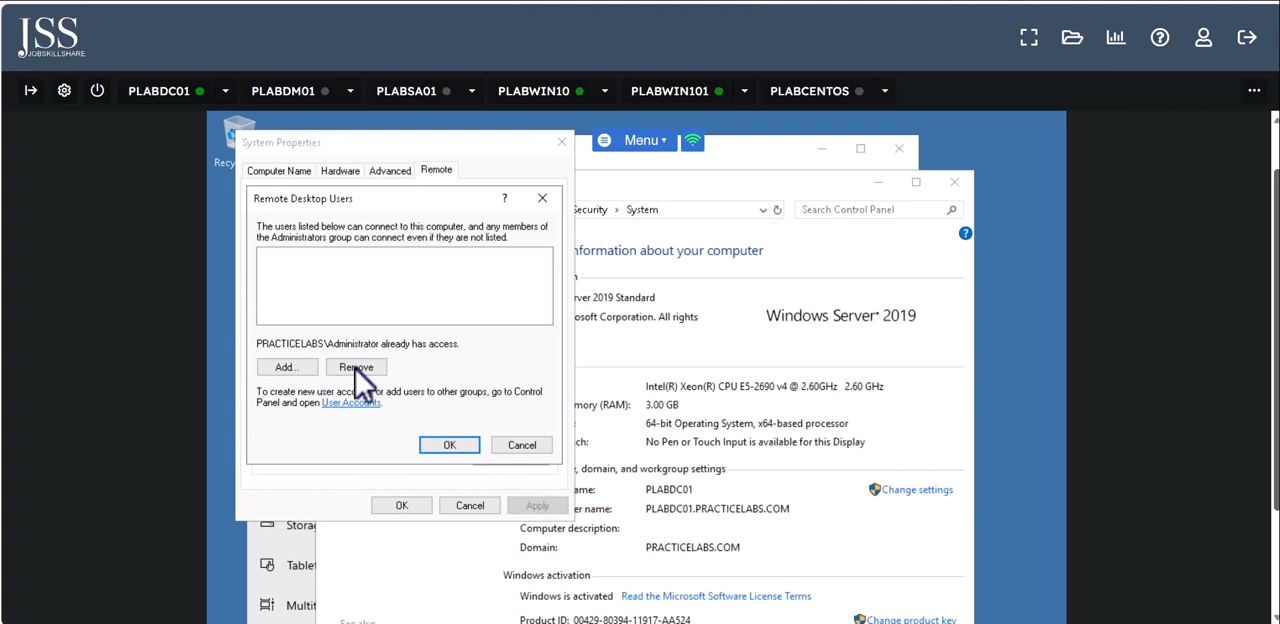 JSS
JOBSKILLSHARE
PLABDC01
PLABDM01
PLABSA01
PLABWIN10
PLABWIN101
PLABCENTOS
Menu
System Properties
Computer Name
Hardware
Advanced
Remote
Remote Desktop Users
?
The users listed below can connect to this computer, and any members of
the Administrators group can connect even if they are not listed.
PRACTICELABS\Administrator already has access.
Add...
Remove
To create new user accou or add users to other groups, go to Control
Panel and open User Accounts.
OK
Cancel
OK
Cancel
Apply
Recy
Security > System
Search Control Panel
?
nformation about your computer
n
rver 2019 Standard
osoft Corporation. All rights
Windows Server® 2019
Intel(R) Xeon(R) CPU E5-2690 v4 @ 2.60GHz 2.60 GHz
emory (RAM): 3.00 GB
64-bit Operating System, x64-based processor
ch: No Pen or Touch Input is available for this Display
e, domain, and workgroup settings
ame: PLABDC01
Change settings
er name: PLABDC01.PRACTICELABS.COM
Computer description:
Domain: PRACTICELABS.COM
Windows activation
Windows is activated Read the Microsoft Software License Terms
Product ID: 00429-80394-11917-AA524
Change product key
Storag
Tablet
Multit
See also